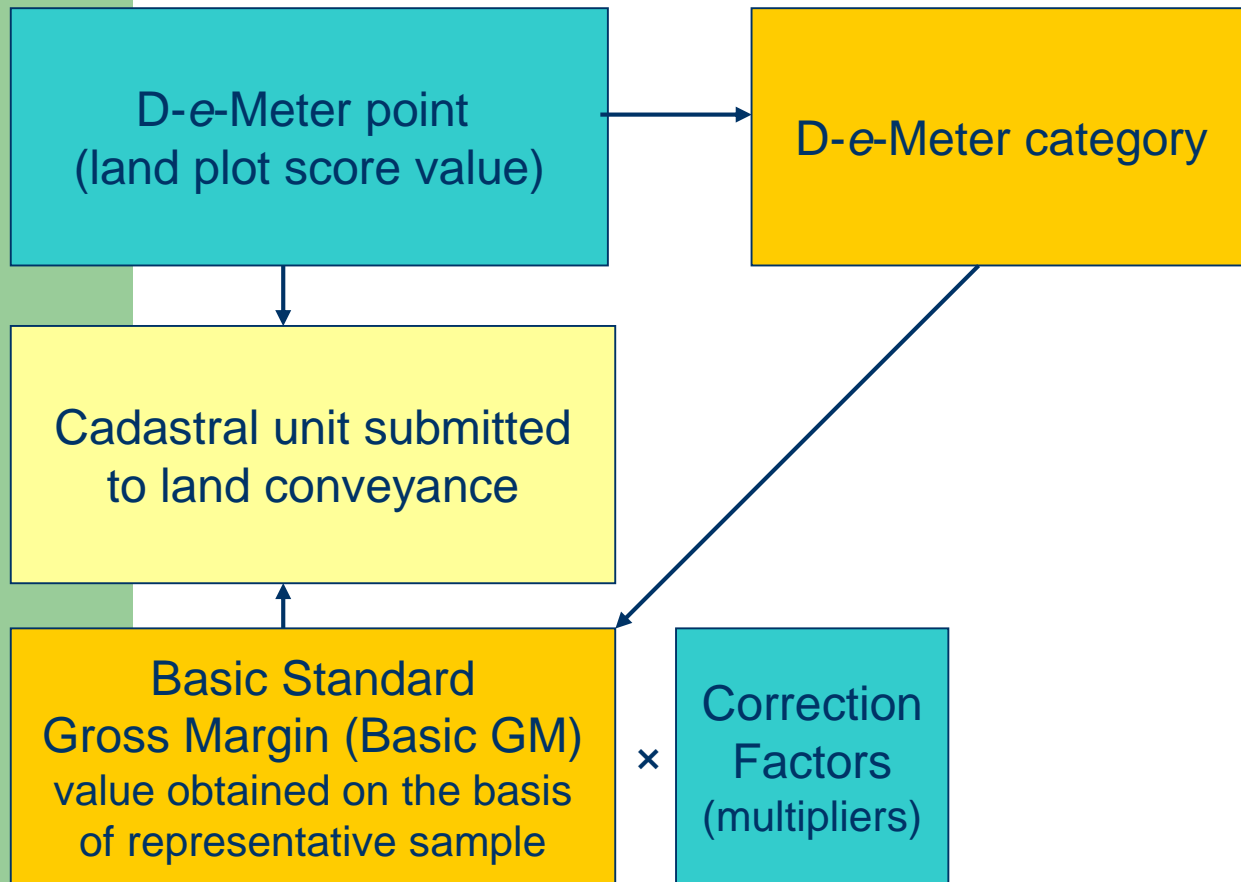 D-e-Meter point
(land plot score value)
D-e-Meter category
Cadastral unit submitted
to land conveyance
Basic Standard
Gross Margin (Basic GM)
value obtained on the basis
of representative sample
×
Correction
Factors
(multipliers)